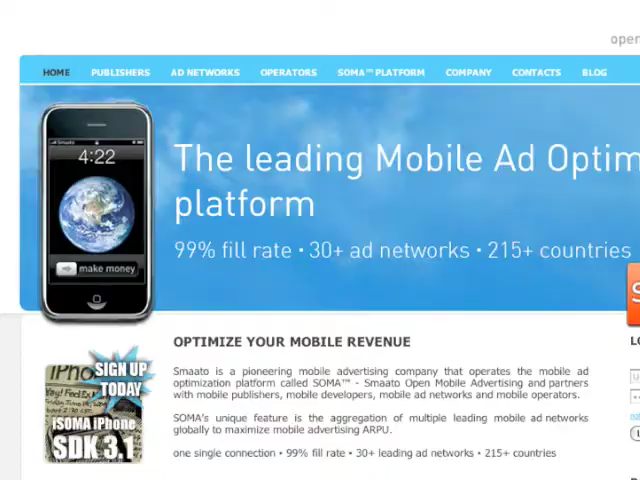 open
HOME PUBLISHERS AD NETWORKS OPERATORS SOMA™ PLATFORM COMPANY CONTACTS BLOG
Smaato
4:22
make money
The leading Mobile Ad Optim
platform
99% fill rate • 30+ ad networks • 215+ countries
S
OPTIMIZE YOUR MOBILE REVENUE
Smaato is a pioneering mobile advertising company that operates the mobile ad
optimization platform called SOMA™ - Smaato Open Mobile Advertising and partners
with mobile publishers, mobile developers, mobile ad networks and mobile operators.
SOMA's unique feature is the aggregation of multiple leading mobile ad networks
globally to maximize mobile advertising ARPU.
one single connection • 99% fill rate • 30+ leading ad networks • 215+ countries
iPho
SIGN UP
TODAY
iSOMA iPhone
SDK 3.1